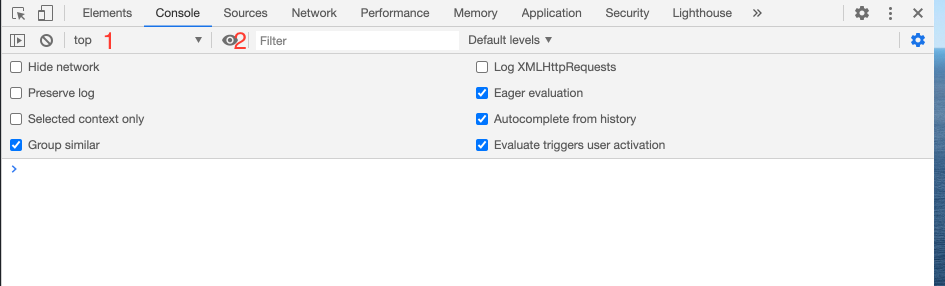 Elements Console Sources Network Performance Memory Application Security Lighthouse »
top 1 2 Filter Default levels
Hide network Log XMLHttpRequests
Preserve log Eager evaluation
Selected context only Autocomplete from history
Group similar Evaluate triggers user activation